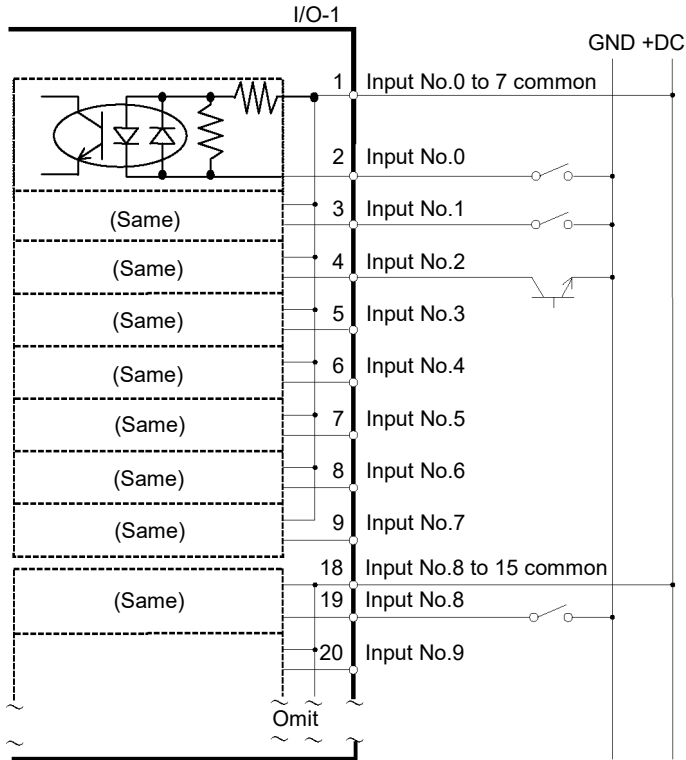 I/O-1
GND +DC
1 Input No.0 to 7 common
2 Input No.0
(Same) 3 Input No.1
(Same) 4 Input No.2
(Same) 5 Input No.3
(Same) 6 Input No.4
(Same) 7 Input No.5
(Same) 8 Input No.6
(Same) 9 Input No.7
18 Input No.8 to 15 common
(Same) 19 Input No.8
20 Input No.9
Omit